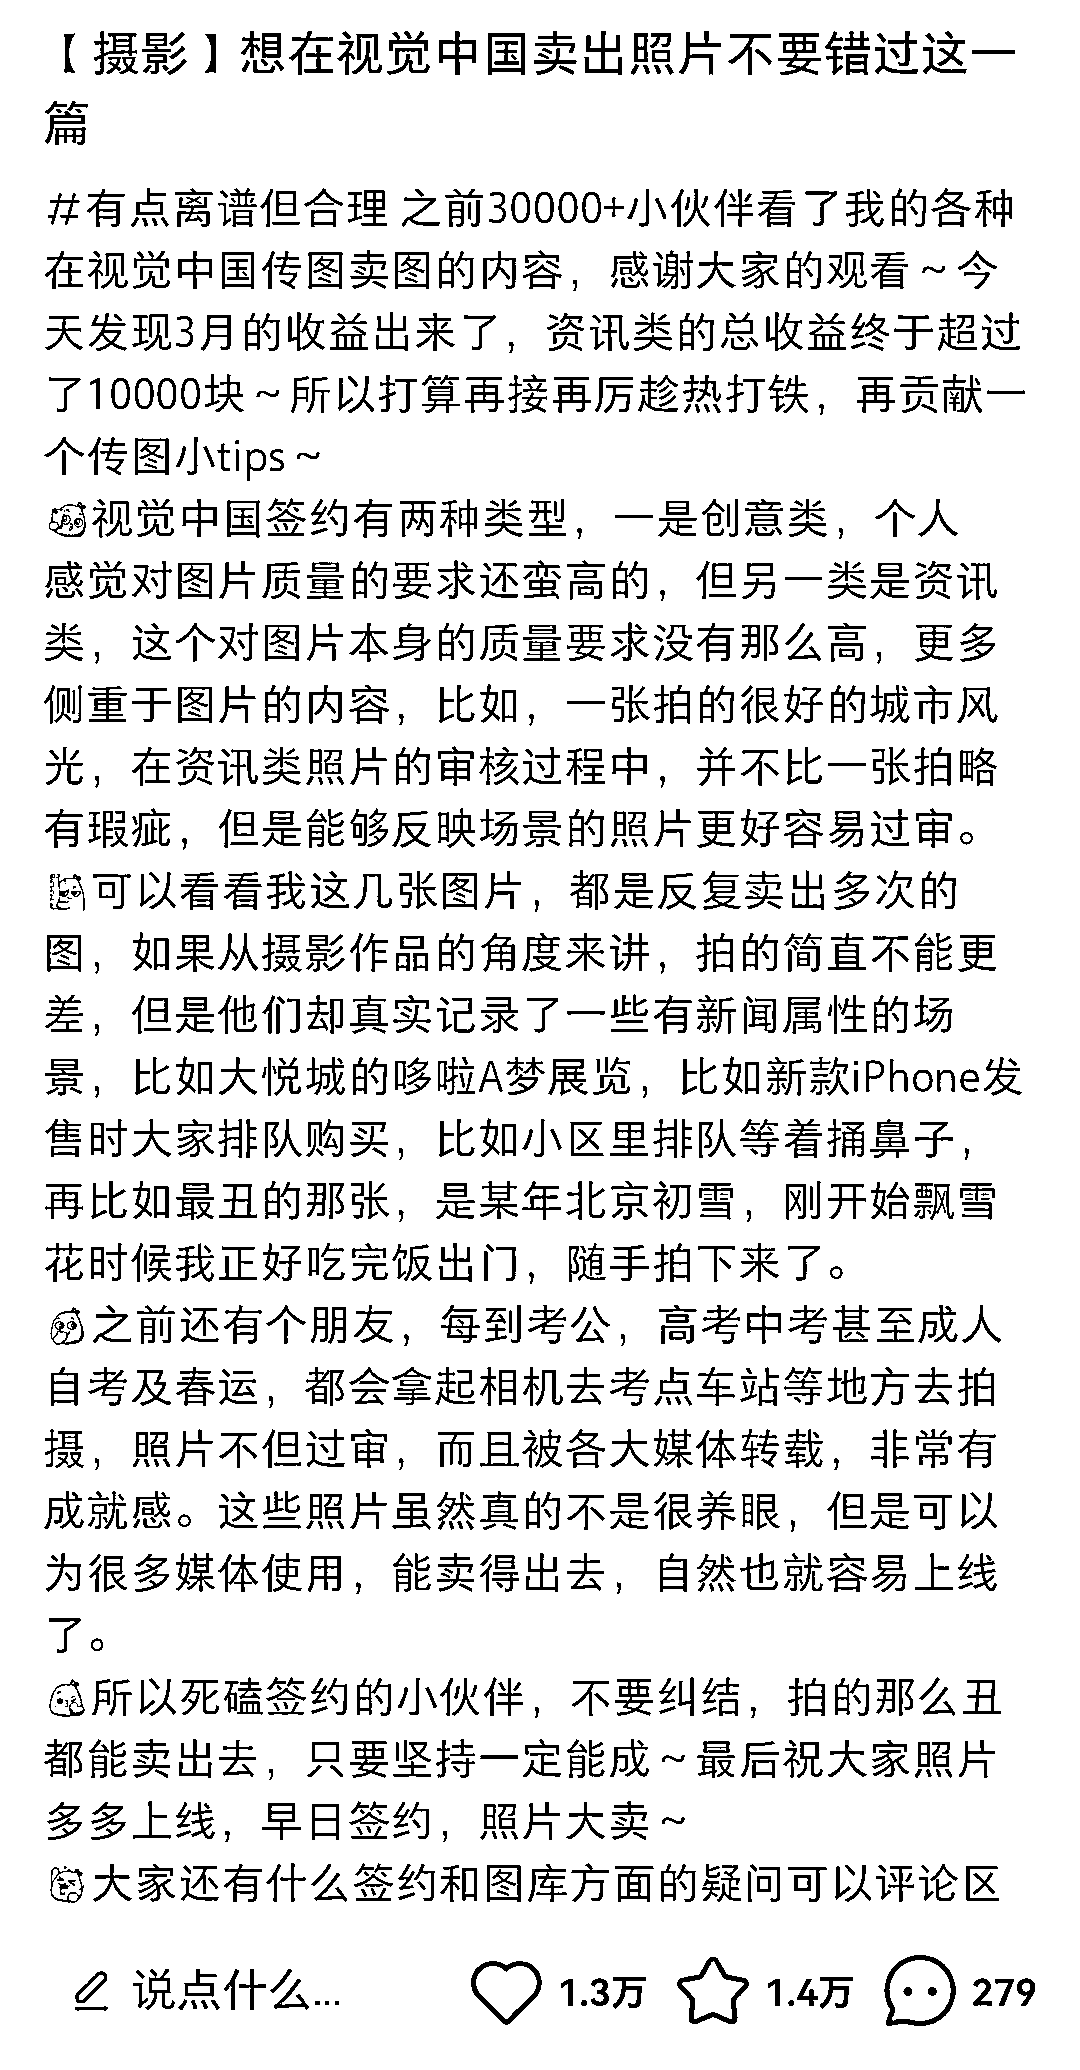 【摄影】想在视觉中国卖出照片不要错过这一
篇
#有点离谱但合理 之前30000+小伙伴看了我的各种
在视觉中国传图卖图的内容，感谢大家的观看～今
天发现3月的收益出来了，资讯类的总收益终于超过
了10000块～所以打算再接再厉趁热打铁，再贡献一
个传图小tips～
视觉中国签约有两种类型，一是创意类，个人
感觉对图片质量的要求还蛮高的，但另一类是资讯
类，这个对图片本身的质量要求没有那么高，更多
侧重于图片的内容，比如，一张拍的很好的城市风
光，在资讯类照片的审核过程中，并不比一张拍略
有瑕疵，但是能够反映场景的照片更好容易过审。
可以看看我这几张图片，都是反复卖出多次的
图，如果从摄影作品的角度来讲，拍的简直不能更
差，但是他们却真实记录了一些有新闻属性的场
景，比如大悦城的哆啦A梦展览，比如新款iPhone发
售时大家排队购买，比如小区里排队等着捅鼻子，
再比如最丑的那张，是某年北京初雪，刚开始飘雪
花时候我正好吃完饭出门，随手拍下来了。
之前还有个朋友，每到考公，高考中考甚至成人
自考及春运，都会拿起相机去考点车站等地方去拍
摄，照片不但过审，而且被各大媒体转载，非常有
成就感。这些照片虽然真的不是很养眼，但是可以
为很多媒体使用，能卖得出去，自然也就容易上线
了。
所以死磕签约的小伙伴，不要纠结，拍的那么丑
都能卖出去，只要坚持一定能成～最后祝大家照片
多多上线，早日签约，照片大卖～
大家还有什么签约和图库方面的疑问可以评论区
说点什么... 1.3万 1.4万 279